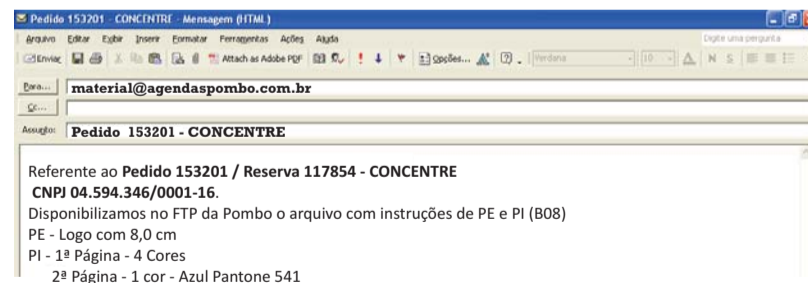 Pedido 153201 - CONCENTRE - Mensagem (HTML)
Arquivo Editar Exibir Inserir Formatar Ferramentas Ações Ajuda Digite uma pergunta
Enviar Attach as Adobe PDF Opções... Verdana 10 A N S
Para... material@agendaspombo.com.br
Cc...
Assunto: Pedido 153201 - CONCENTRE
Referente ao Pedido 153201 / Reserva 117854 - CONCENTRE
CNPJ 04.594.346/0001-16.
Disponibilizamos no FTP da Pombo o arquivo com instruções de PE e PI (B08)
PE - Logo com 8,0 cm
PI - 1ª Página - 4 Cores
2ª Página - 1 cor - Azul Pantone 541